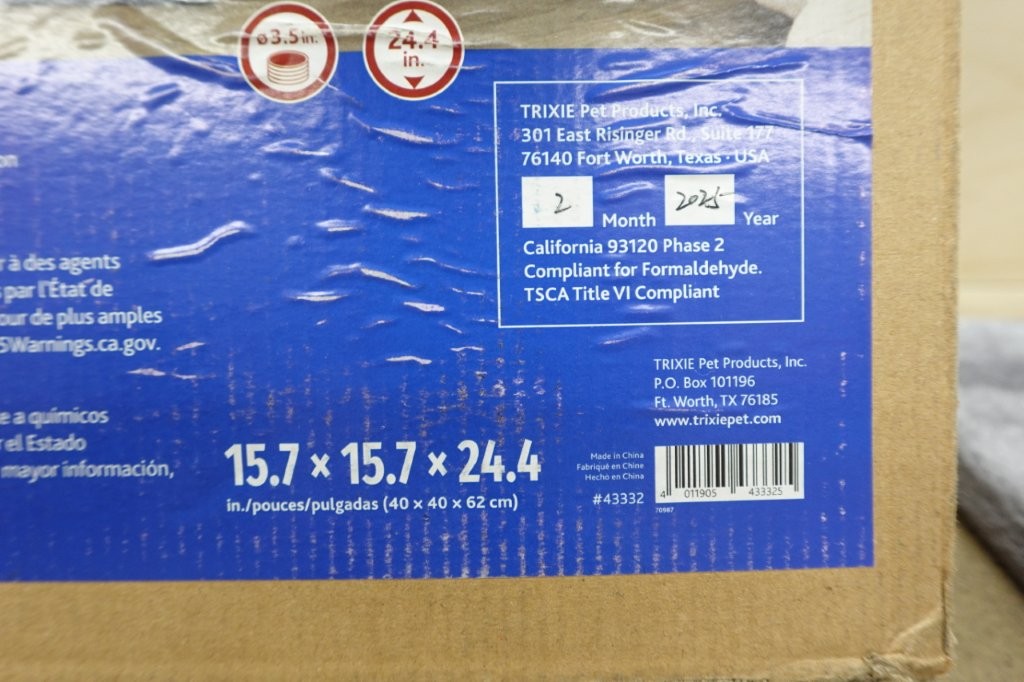 ø3.5in.
24.4
in.
TRIXIE Pet Products, Inc.
301 East Risinger Rd., Suite 177
76140 Fort Worth, Texas · USA
2 Month 2025 Year
California 93120 Phase 2
Compliant for Formaldehyde.
TSCA Title VI Compliant
on
r à des agents
par l'État de
our de plus amples
5Warnings.ca.gov.
e a químicos
r el Estado
mayor información,
15.7 × 15.7 × 24.4
in./pouces/pulgadas (40 x 40 x 62 cm)
TRIXIE Pet Products, Inc.
P.O. Box 101196
Ft. Worth, TX 76185
www.trixiepet.com
Made in China
Fabriqué en Chine
Hecho en China
#43332
4 011905 433325
70987